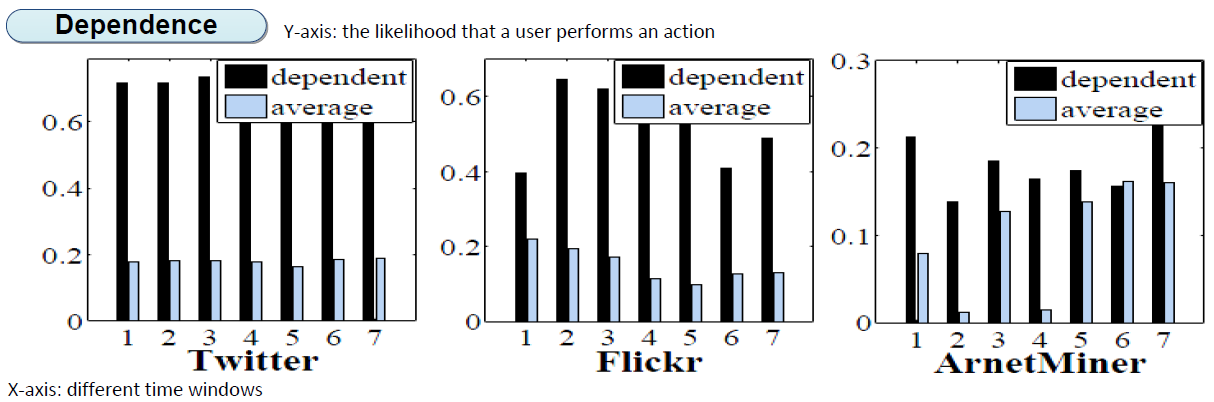 Dependence
Y-axis: the likelihood that a user performs an action
dependent
average
0.6
0.4
0.2
0
1 2 3 4 5 6 7
Twitter
dependent
average
0.6
0.4
0.2
0
1 2 3 4 5 6 7
Flickr
dependent
average
0.3
0.2
0.1
0
1 2 3 4 5 6 7
ArnetMiner
X-axis: different time windows